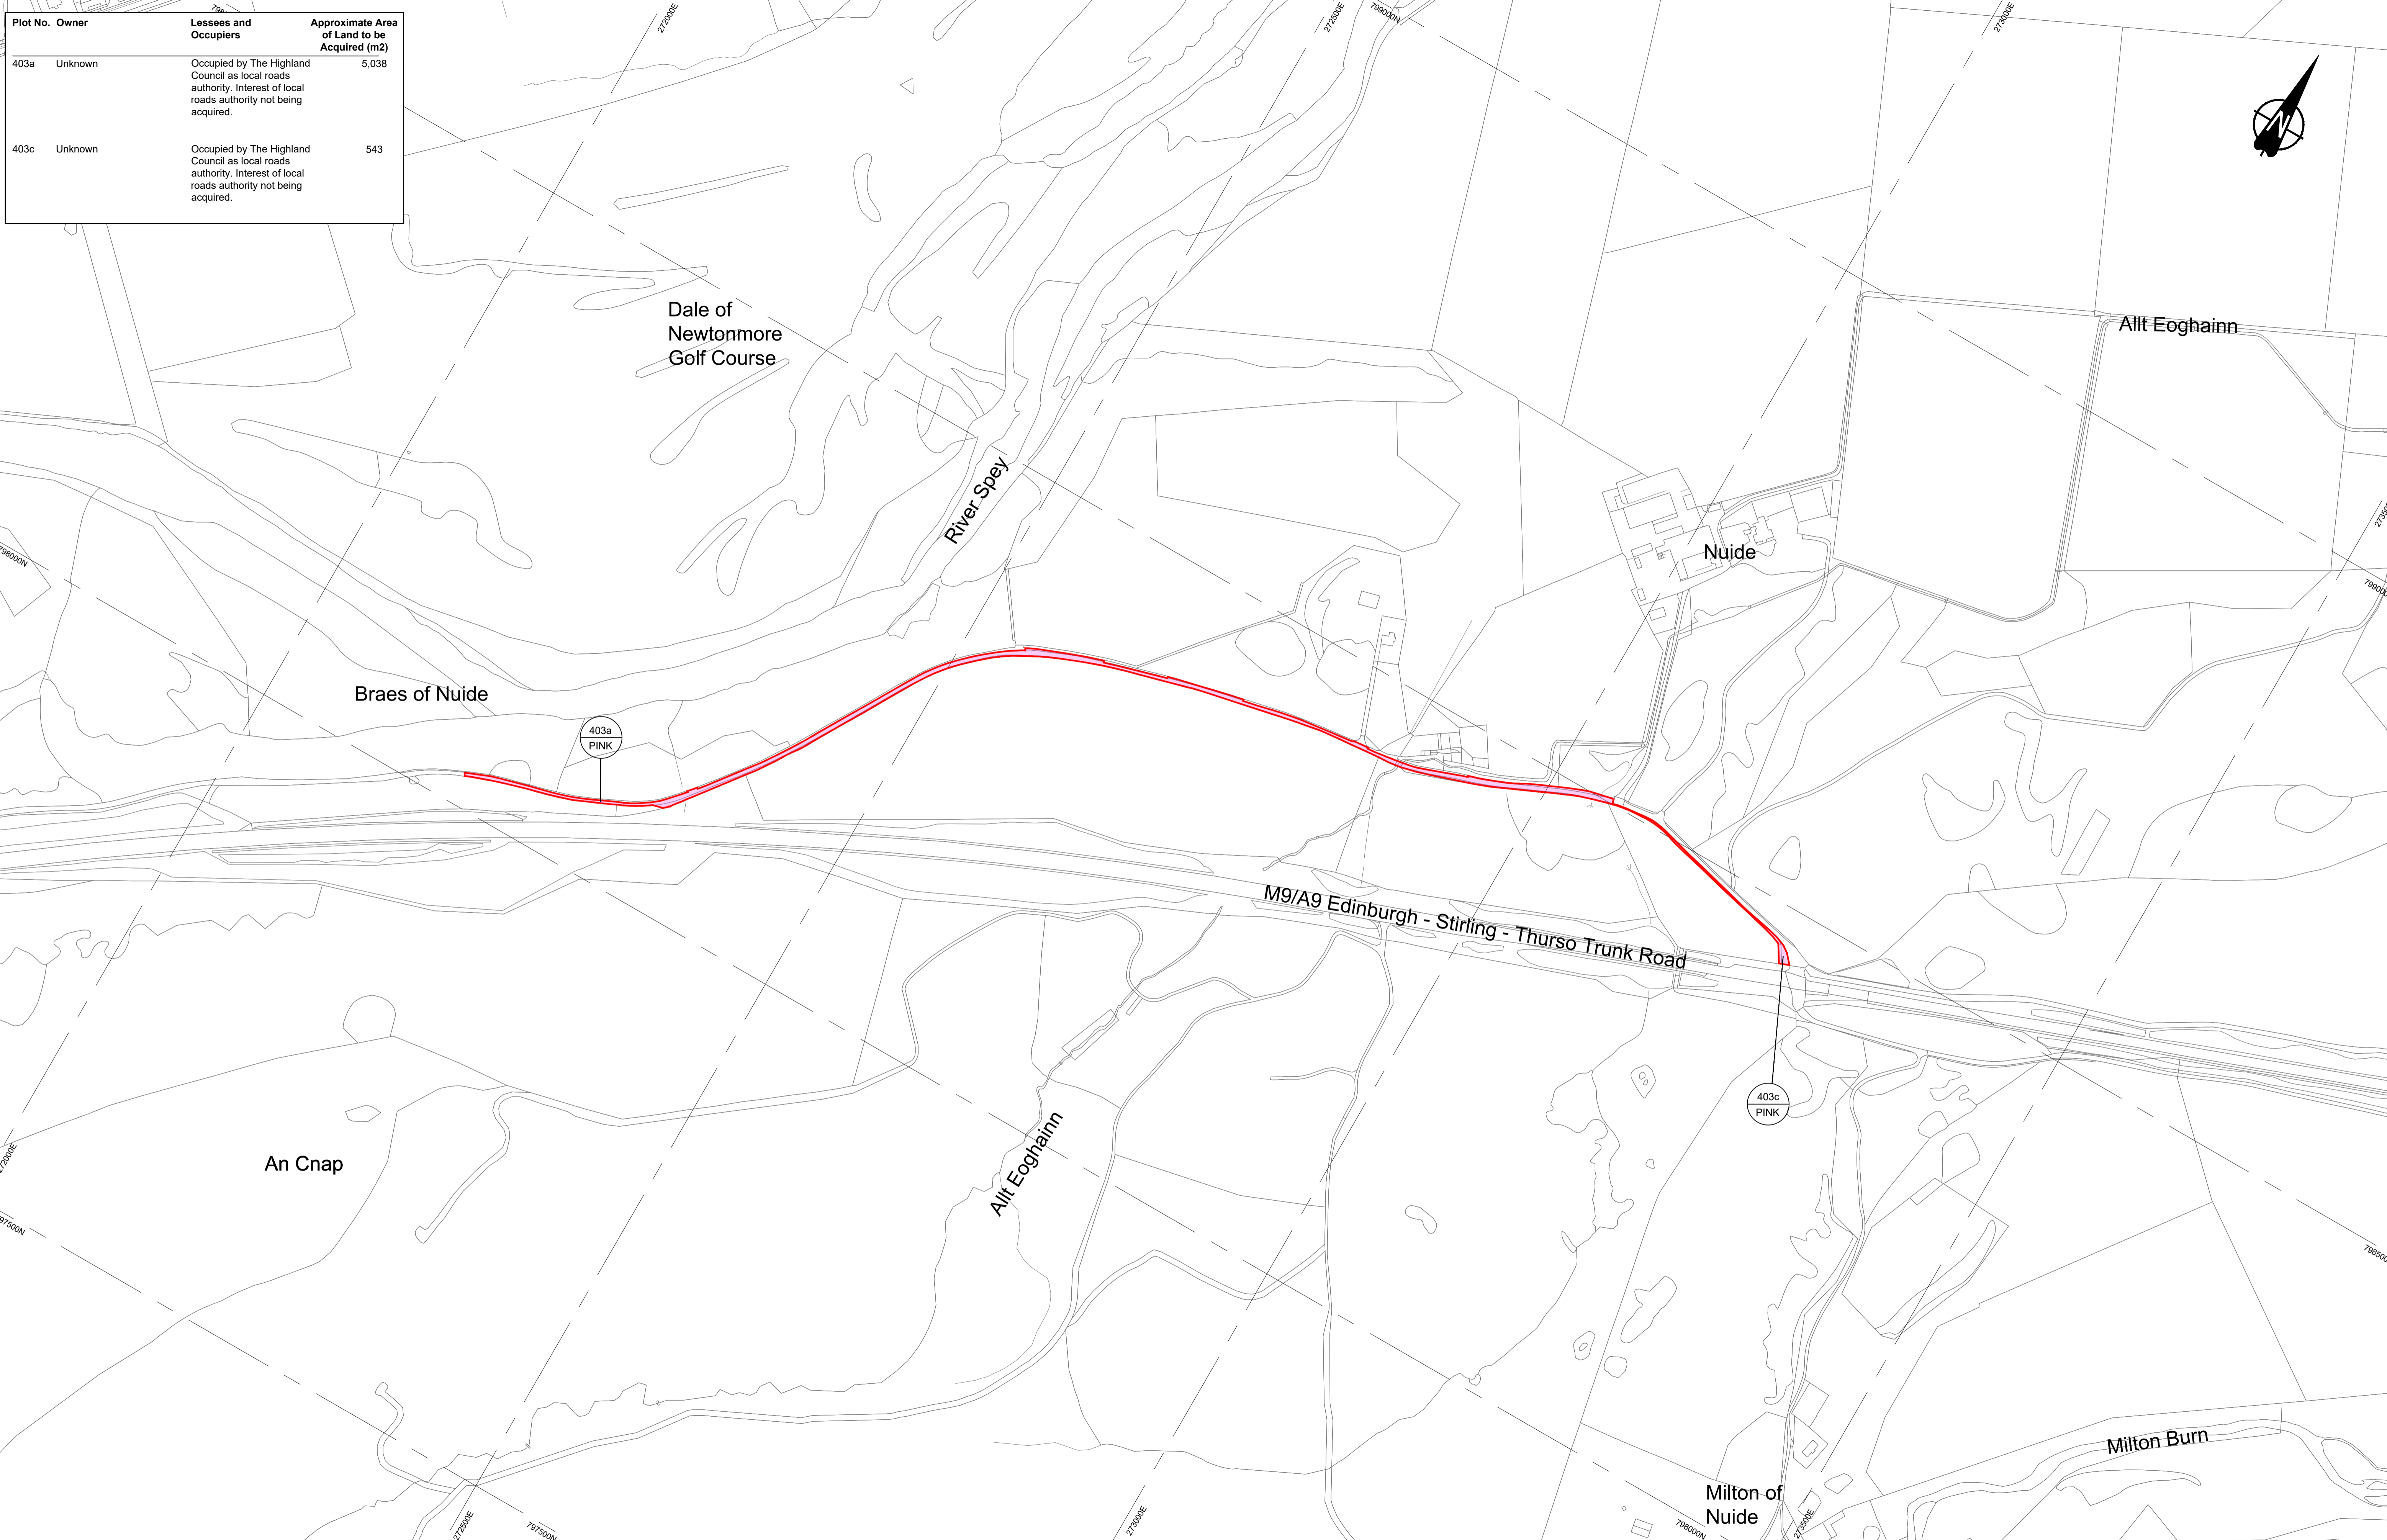 Plot No. Owner Lessees and Occupiers Approximate Area of Land to be Acquired (m2)
403a Unknown Occupied by The Highland 5,038
Council as local roads
authority. Interest of local
roads authority not being
acquired.
403c Unknown Occupied by The Highland 543
Council as local roads
authority. Interest of local
roads authority not being
acquired.
272000E
272500E
799000N
273000E
N
Dale of
Newtonmore
Golf Course
Allt Eoghainn
River Spey
Nuide
798000N
Braes of Nuide
403a
PINK
M9/A9 Edinburgh - Stirling - Thurso Trunk Road
403c
PINK
An Cnap
Allt Eoghainn
272000E
797500N
Milton Burn
Milton of
Nuide
272500E
797500N
273000E
798000N
273500E